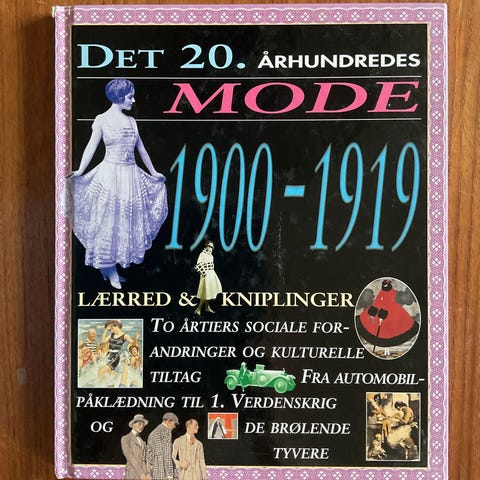 DET 20. ÅRHUNDREDES
MODE
1900-1919
LÆRRED & KNIPLINGER
TO ÅRTIERS SOCIALE FOR-
ANDRINGER OG KULTURELLE
TILTAG FRA AUTOMOBIL-
PÅKLÆDNING TIL 1. VERDENSKRIG
OG DE BRØLENDE
TYVERE